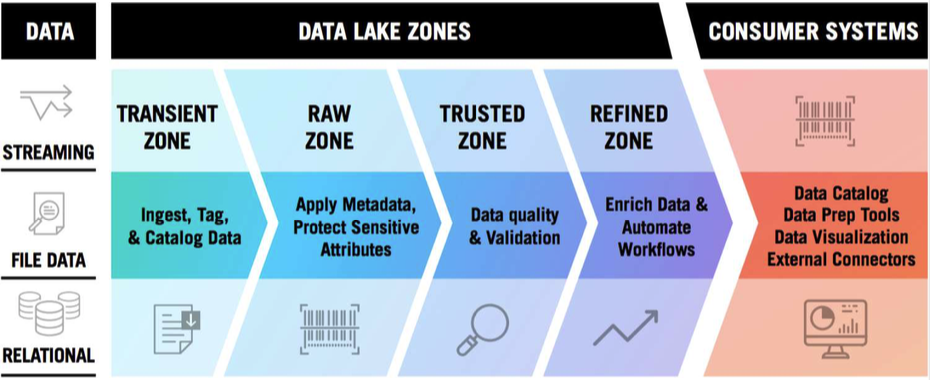 DATA
DATA LAKE ZONES
CONSUMER SYSTEMS
STREAMING
FILE DATA
RELATIONAL
TRANSIENT
ZONE
Ingest, Tag,
& Catalog Data
RAW
ZONE
Apply Metadata,
Protect Sensitive
Attributes
TRUSTED
ZONE
Data quality
& Validation
REFINED
ZONE
Enrich Data &
Automate
Workflows
Data Catalog
Data Prep Tools
Data Visualization
External Connectors